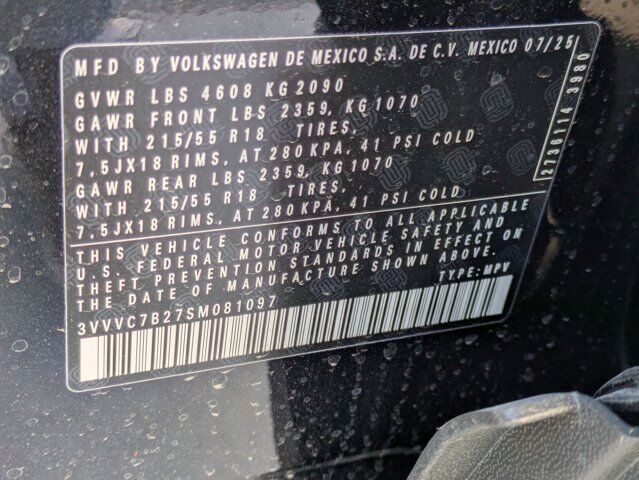 MFD BY VOLKSWAGEN DE MEXICO S.A. DE C.V. MEXICO 07/25
GVWR LBS 4608 KG 2090
GAWR FRONT LBS 2359, KG 1070
WITH 215/55 R18 TIRES,
7,5JX18 RIMS, AT 280 KPA, 41 PSI COLD
GAWR REAR LBS 2359, KG 1070
WITH 215/55 R18 TIRES,
7,5JX18 RIMS, AT 280 KPA, 41 PSI COLD
THIS VEHICLE CONFORMS TO ALL APPLICABLE
U.S. FEDERAL MOTOR VEHICLE SAFETY AND
THEFT PREVENTION STANDARDS IN EFFECT ON
THE DATE OF MANUFACTURE SHOWN ABOVE.
TYPE: MPV
3VVVC7B27SM081097
2736114 3980